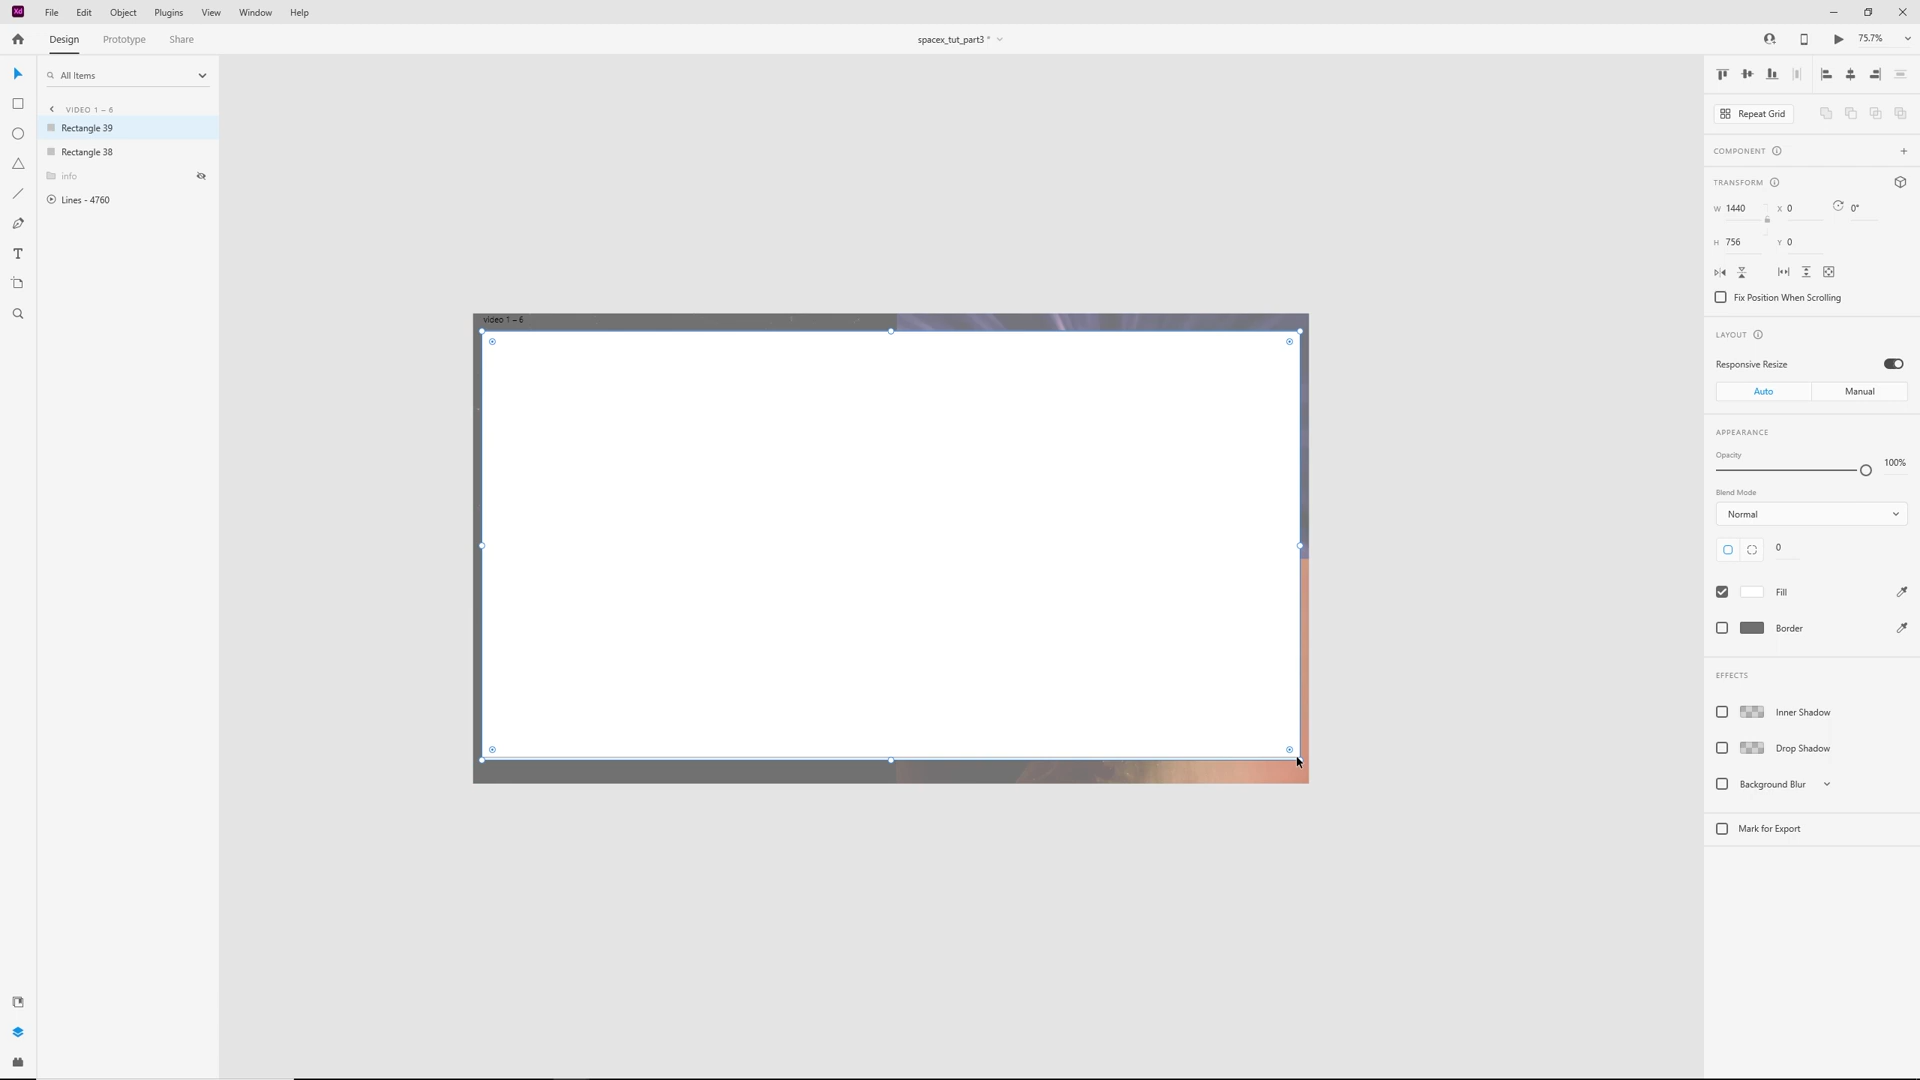 Xd File Edit Object Plugins View Window Help
Design Prototype Share spacex_tut_part3 * 75.7%
All Items
VIDEO 1 – 6
Rectangle 39
Rectangle 38
info
Lines - 4760
video 1 – 6
Repeat Grid
COMPONENT
TRANSFORM
W 1440 X 0 0°
H 756 Y 0
Fix Position When Scrolling
LAYOUT
Responsive Resize
Auto Manual
APPEARANCE
Opacity
100%
Blend Mode
Normal
0
Fill
Border
EFFECTS
Inner Shadow
Drop Shadow
Background Blur
Mark for Export